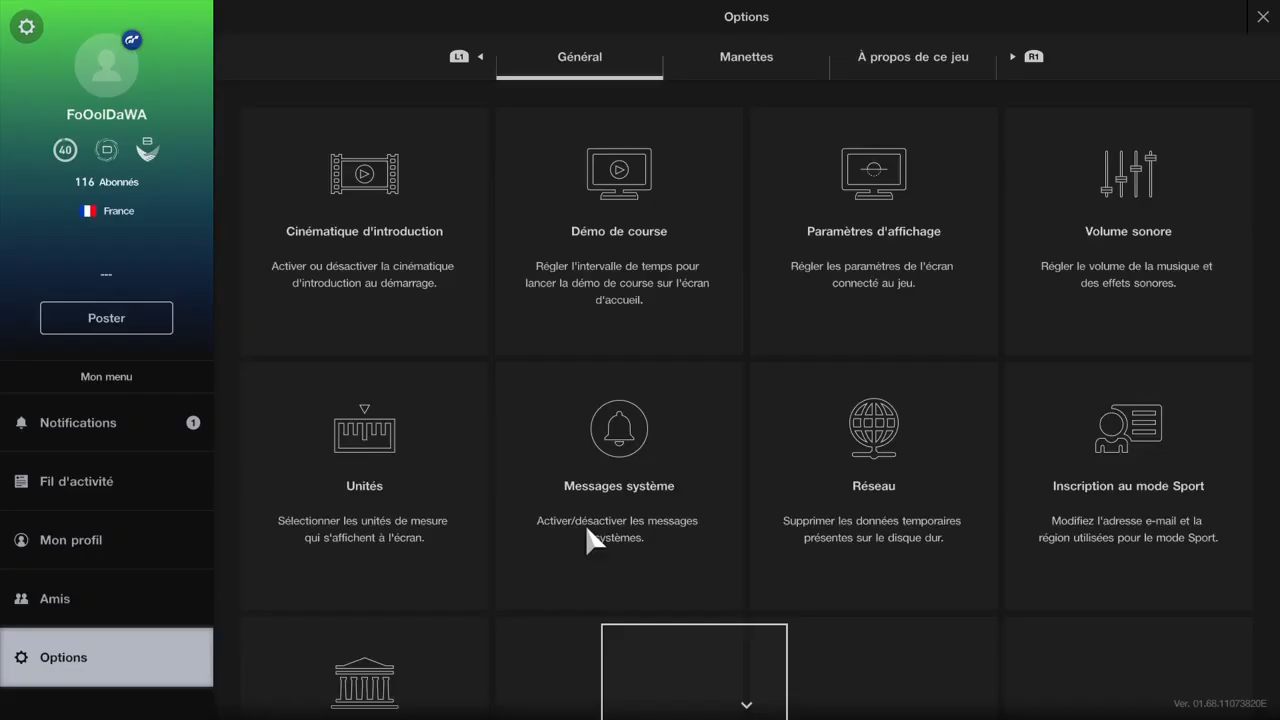 Options
L1
Général
Manettes
À propos de ce jeu
R1
FoOolDaWA
40
D
B
116 Abonnés
France
---
Poster
Mon menu
Notifications
1
Fil d'activité
Mon profil
Amis
Options
Cinématique d'introduction
Activer ou désactiver la cinématique
d'introduction au démarrage.
Démo de course
Régler l'intervalle de temps pour
lancer la démo de course sur l'écran
d'accueil.
Paramètres d'affichage
Régler les paramètres de l'écran
connecté au jeu.
Volume sonore
Régler le volume de la musique et
des effets sonores.
Unités
Sélectionner les unités de mesure
qui s'affichent à l'écran.
Messages système
Activer/désactiver les messages
systèmes.
Réseau
Supprimer les données temporaires
présentes sur le disque dur.
Inscription au mode Sport
Modifiez l'adresse e-mail et la
région utilisées pour le mode Sport.
Ver. 01.68.11073820E